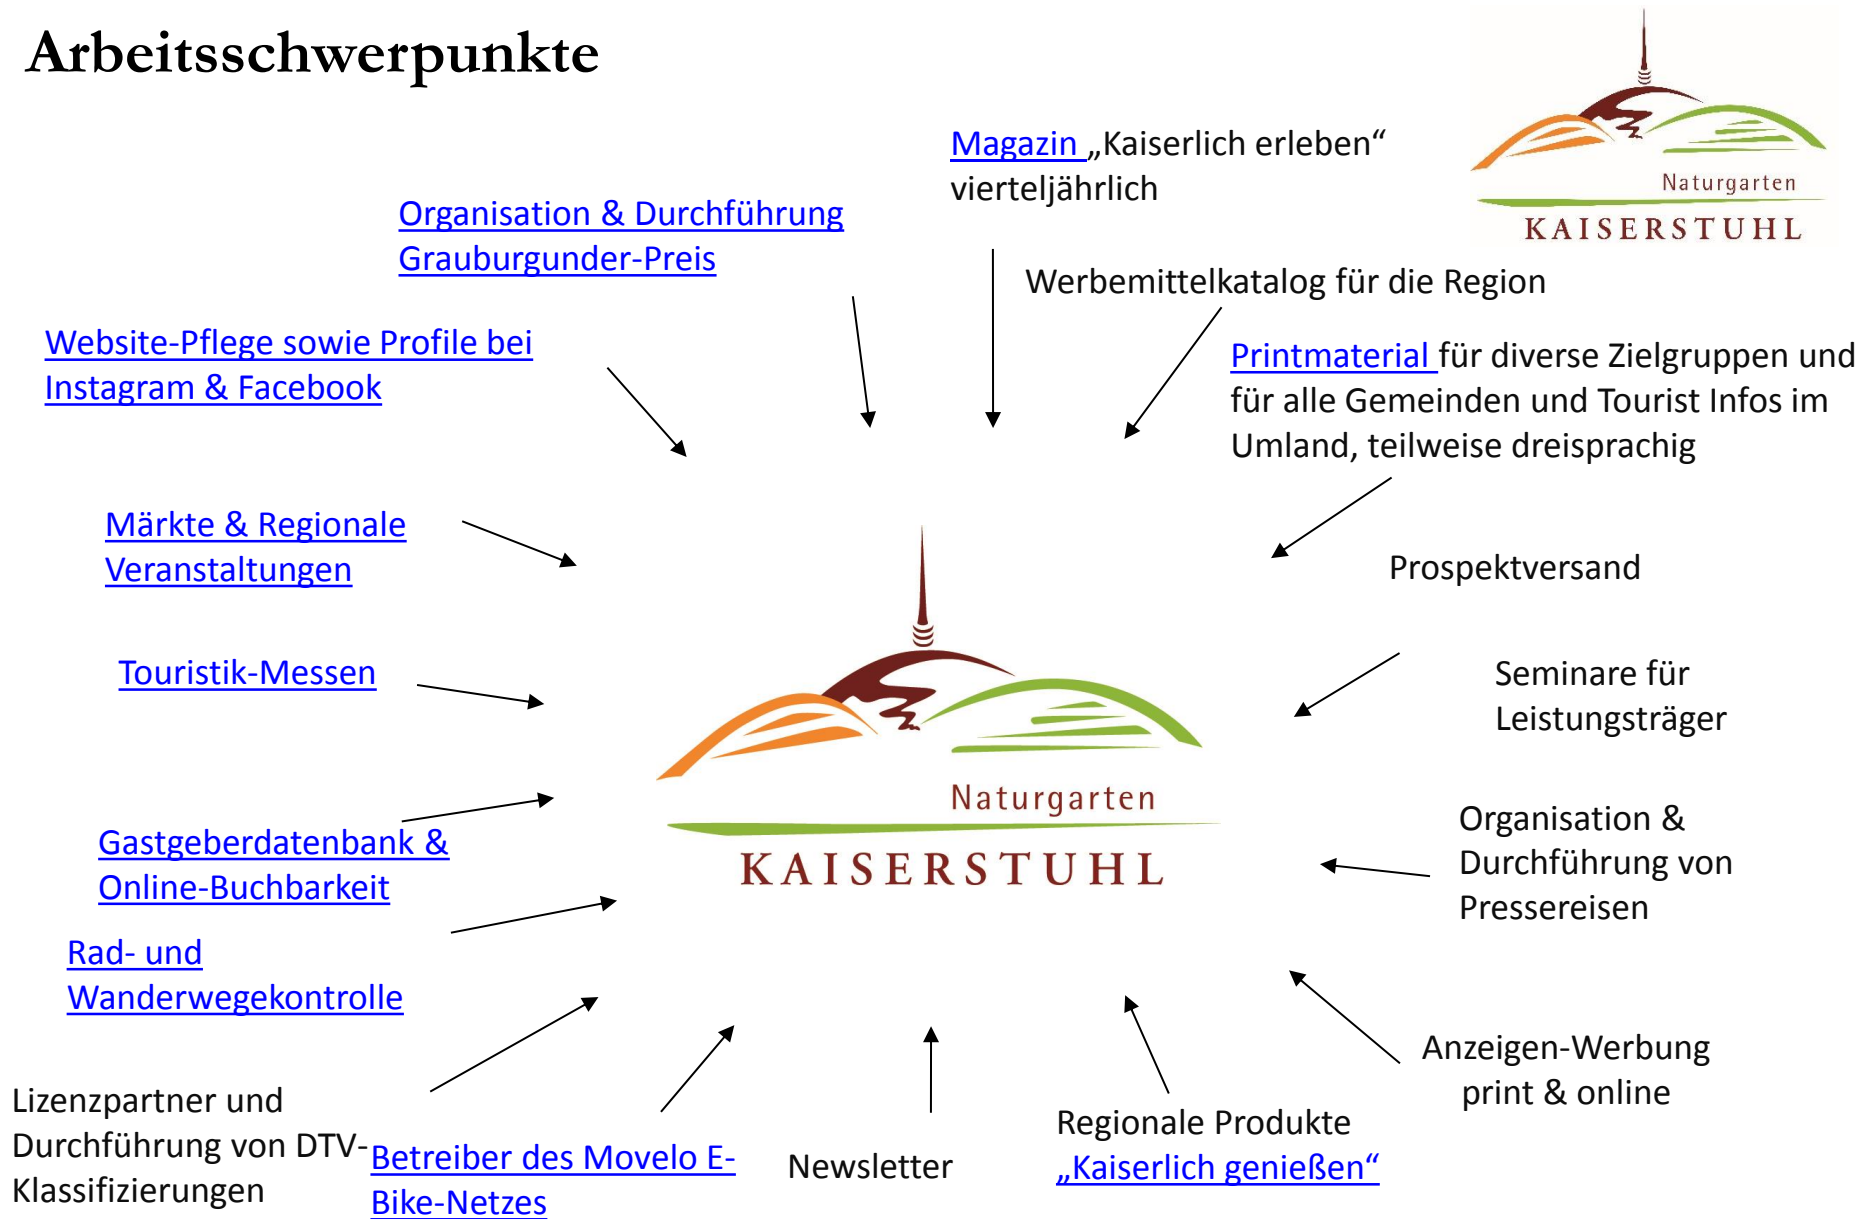 Arbeitsschwerpunkte
Naturgarten
KAISERSTUHL
Magazin „Kaiserlich erleben“
vierteljährlich
Organisation & Durchführung
Grauburgunder-Preis
Werbemittelkatalog für die Region
Website-Pflege sowie Profile bei
Instagram & Facebook
Printmaterial für diverse Zielgruppen und
für alle Gemeinden und Tourist Infos im
Umland, teilweise dreisprachig
Märkte & Regionale
Veranstaltungen
Prospektversand
Touristik-Messen
Seminare für
Leistungsträger
Naturgarten
KAISERSTUHL
Gastgeberdatenbank &
Online-Buchbarkeit
Organisation &
Durchführung von
Pressereisen
Rad- und
Wanderwegekontrolle
Anzeigen-Werbung
print & online
Lizenzpartner und
Durchführung von DTV-
Klassifizierungen
Betreiber des Movelo E-
Bike-Netzes
Newsletter
Regionale Produkte
„Kaiserlich genießen“